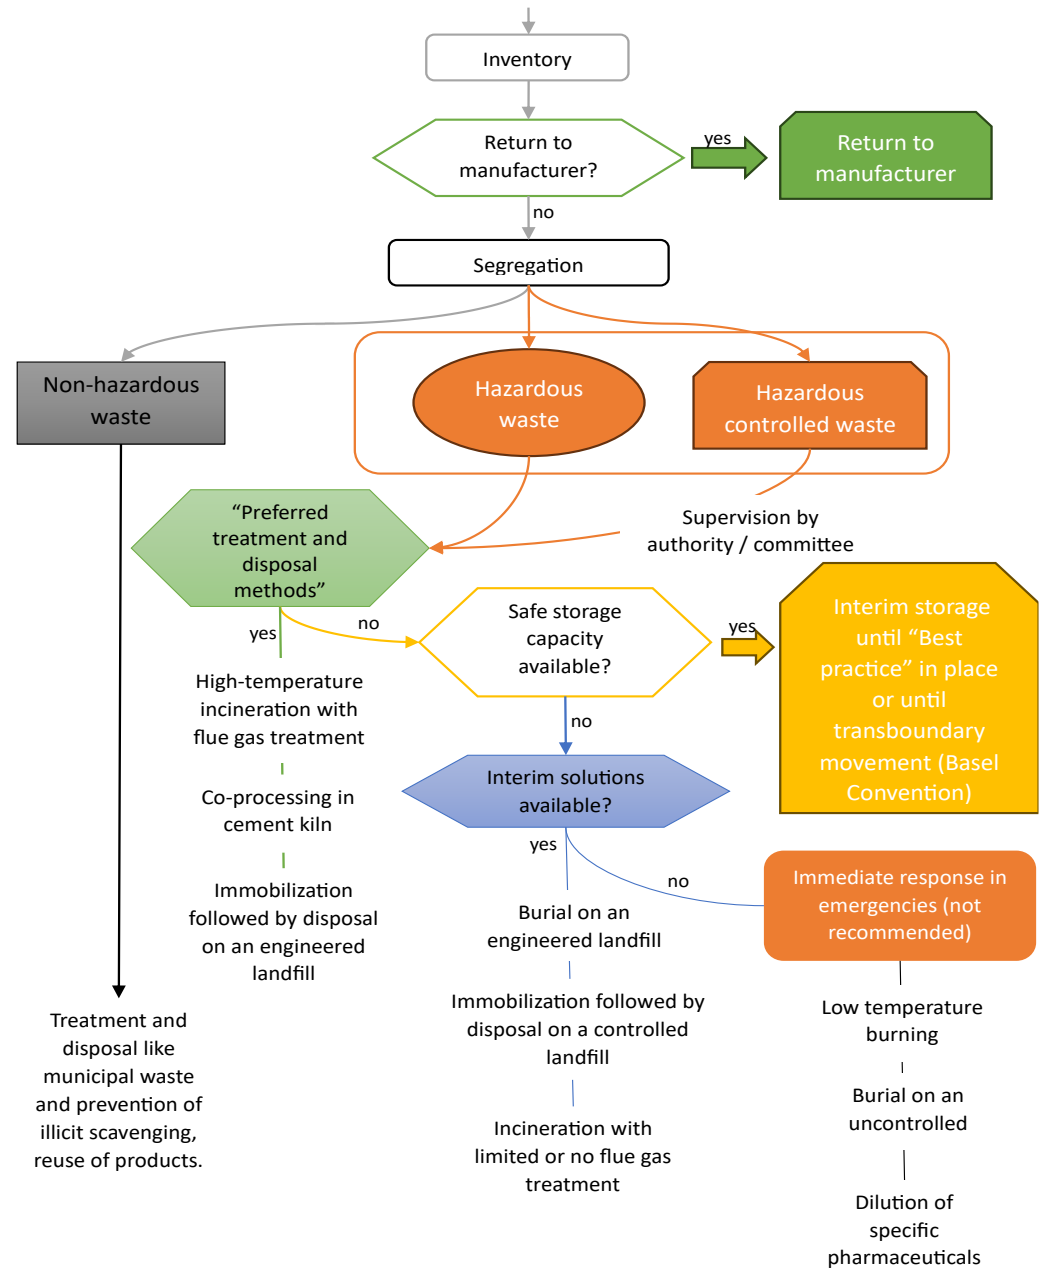 Inventory
Return to
manufacturer?
yes
Return to
manufacturer
no
Segregation
Non-hazardous
waste
Hazardous
waste
Hazardous
controlled waste
“Preferred
treatment and
disposal
methods”
Supervision by
authority / committee
yes
no
Safe storage
capacity
available?
yes
Interim storage
until “Best
practice” in place
or until
transboundary
movement (Basel
Convention)
High-temperature
incineration with
flue gas treatment
Co-processing in
cement kiln
Immobilization
followed by disposal
on an engineered
landfill
no
Interim solutions
available?
yes
no
Immediate response in
emergencies (not
recommended)
Burial on an
engineered landfill
Immobilization followed by
disposal on a controlled
landfill
Incineration with
limited or no flue gas
treatment
Low temperature
burning
Burial on an
uncontrolled
Dilution of
specific
pharmaceuticals
Treatment and
disposal like
municipal waste
and prevention of
illicit scavenging,
reuse of products.